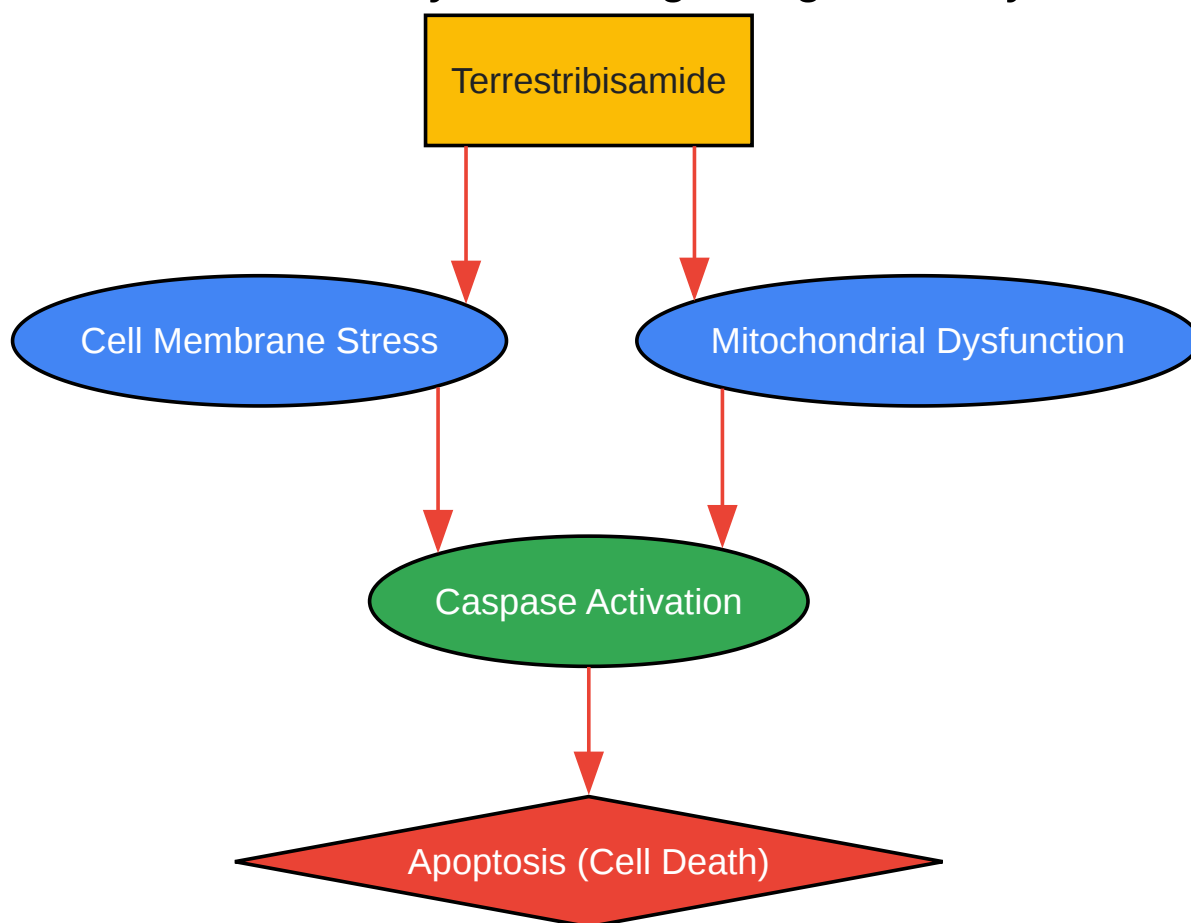 Terrestribisamide
Cell Membrane Stress
Mitochondrial Dysfunction
Caspase Activation
Apoptosis (Cell Death)